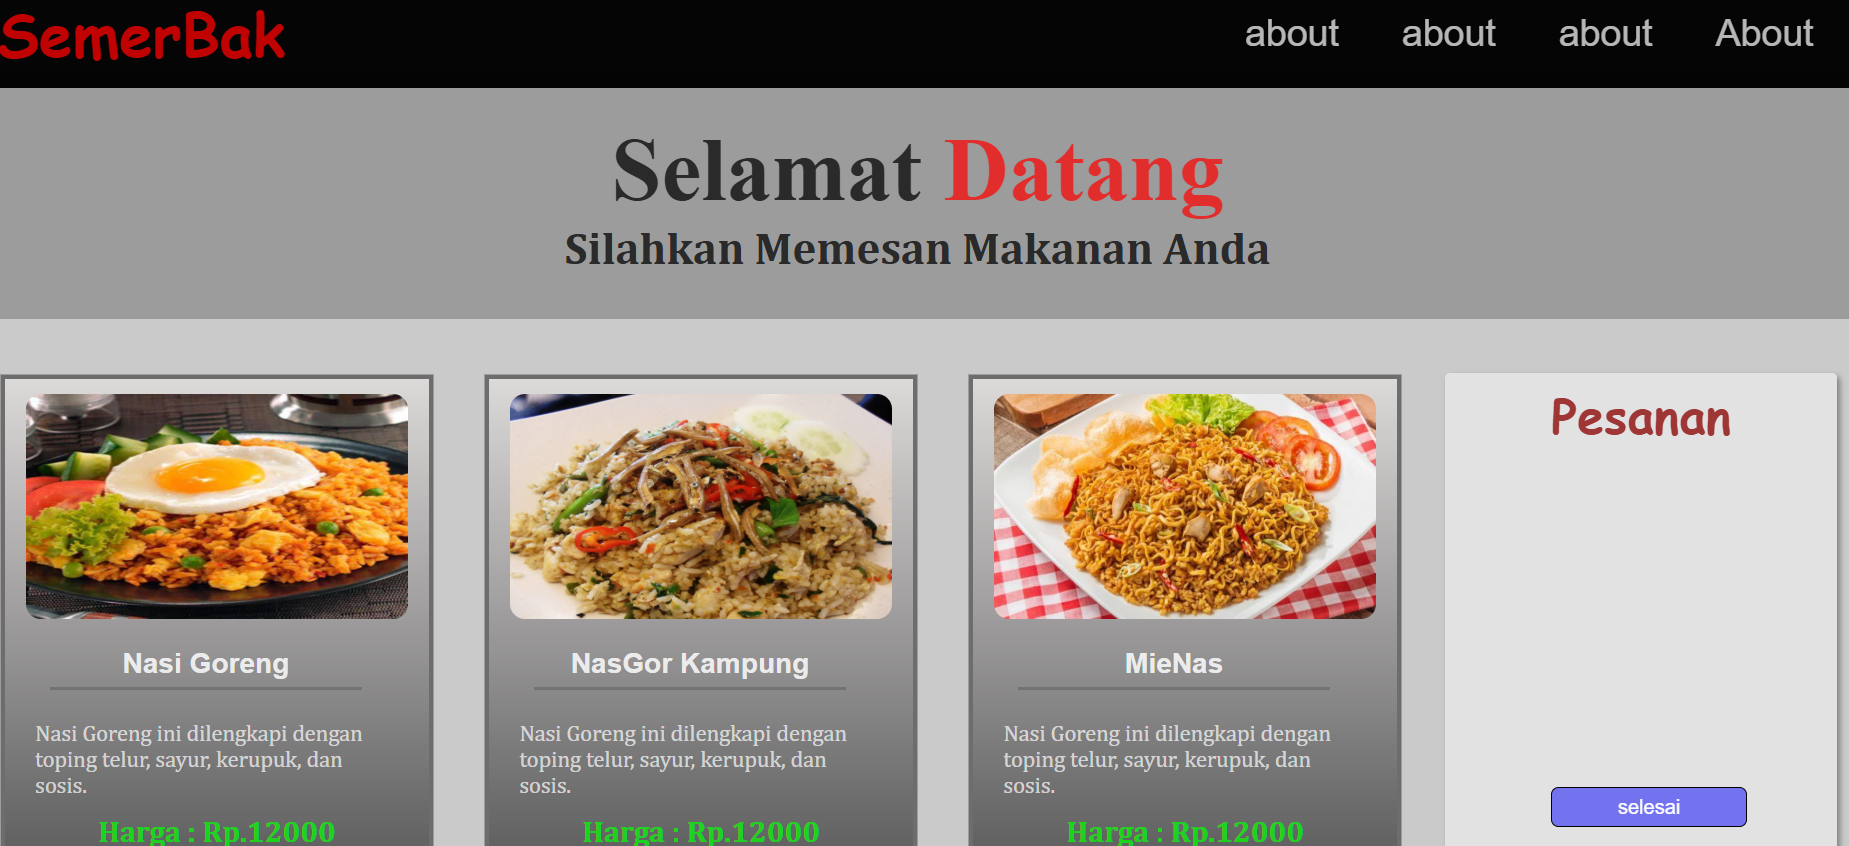 SemerBak
about about about About
Selamat Datang
Silahkan Memesan Makanan Anda
Nasi Goreng
Nasi Goreng ini dilengkapi dengan
toping telur, sayur, kerupuk, dan
sosis.
Harga : Rp.12000
NasGor Kampung
Nasi Goreng ini dilengkapi dengan
toping telur, sayur, kerupuk, dan
sosis.
Harga : Rp.12000
MieNas
Nasi Goreng ini dilengkapi dengan
toping telur, sayur, kerupuk, dan
sosis.
Harga : Rp.12000
Pesanan
selesai